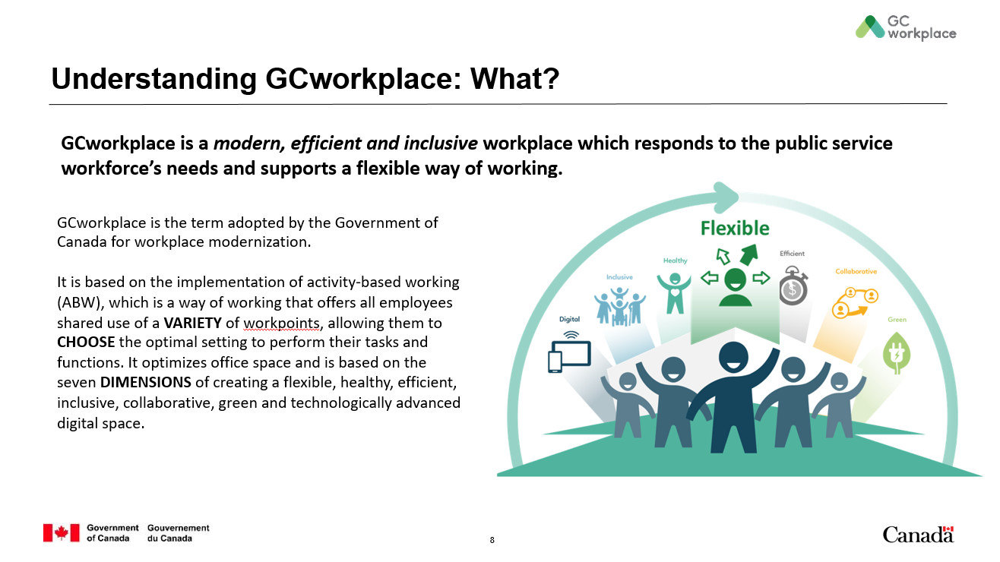 GC
workplace
Understanding GCworkplace: What?
GCworkplace is a modern, efficient and inclusive workplace which responds to the public service
workforce’s needs and supports a flexible way of working.
GCworkplace is the term adopted by the Government of
Canada for workplace modernization.
It is based on the implementation of activity-based working
(ABW), which is a way of working that offers all employees
shared use of a VARIETY of workpoints, allowing them to
CHOOSE the optimal setting to perform their tasks and
functions. It optimizes office space and is based on the
seven DIMENSIONS of creating a flexible, healthy, efficient,
inclusive, collaborative, green and technologically advanced
digital space.
Digital
Inclusive
Healthy
Flexible
Efficient
$
Collaborative
Green
Government
of Canada
Gouvernement
du Canada
8
Canada